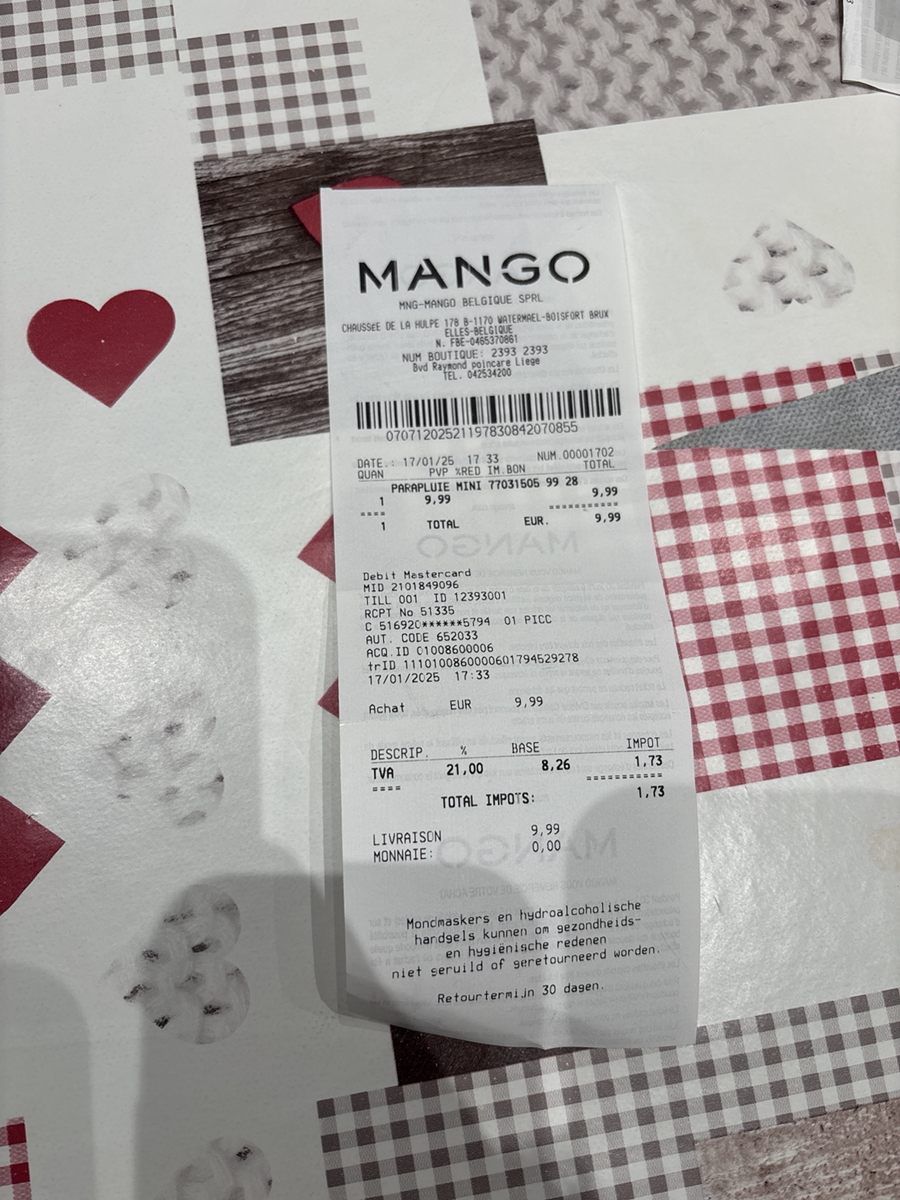 MANGO
MNG-MANGO BELGIQUE SPRL
CHAUSSéE DE LA HULPE 178 B-1170 WATERMAEL-BOISFORT BRUX
ELLES-BELGIQUE
N. FBE-0465370861
NUM BOUTIQUE: 2393 2393
Bvd Raymond poincare Liege
TEL. 042534200
07071202521197830842070855
DATE.: 17/01/25 17 33 NUM.00001702
QUAN PVP %RED IM.BON TOTAL
PARAPLUIE MINI 77031505 99 28
1 9,99 9,99
==== ===========
1 TOTAL EUR. 9,99
Debit Mastercard
MID 2101849096
TILL 001 ID 12393001
RCPT No 51335
C 516920******5794 01 PICC
AUT. CODE 652033
ACQ.ID 01008600006
trID 1110100860000601794529278
17/01/2025 17:33
Achat EUR 9,99
DESCRIP. % BASE IMPOT
TVA 21,00 8,26 1,73
==== ===========
TOTAL IMPOTS: 1,73
LIVRAISON 9,99
MONNAIE: 0,00
Mondmaskers en hydroalcoholische
handgels kunnen om gezondheids-
en hygiënische redenen
niet geruild of geretourneerd worden.
Retourtermijn 30 dagen.